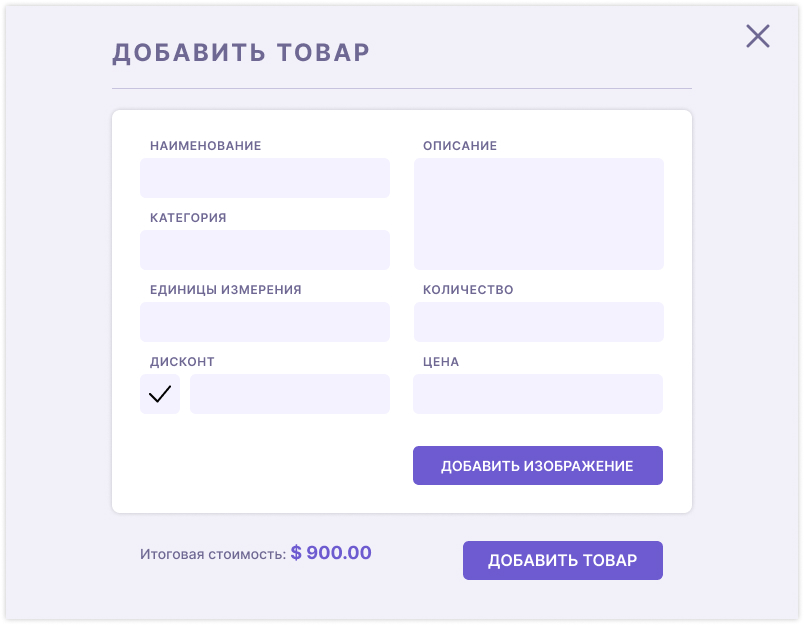 ДОБАВИТЬ ТОВАР
НАИМЕНОВАНИЕ
ОПИСАНИЕ
КАТЕГОРИЯ
ЕДИНИЦЫ ИЗМЕРЕНИЯ
КОЛИЧЕСТВО
ДИСКОНТ
ЦЕНА
ДОБАВИТЬ ИЗОБРАЖЕНИЕ
Итоговая стоимость: $ 900.00
ДОБАВИТЬ ТОВАР